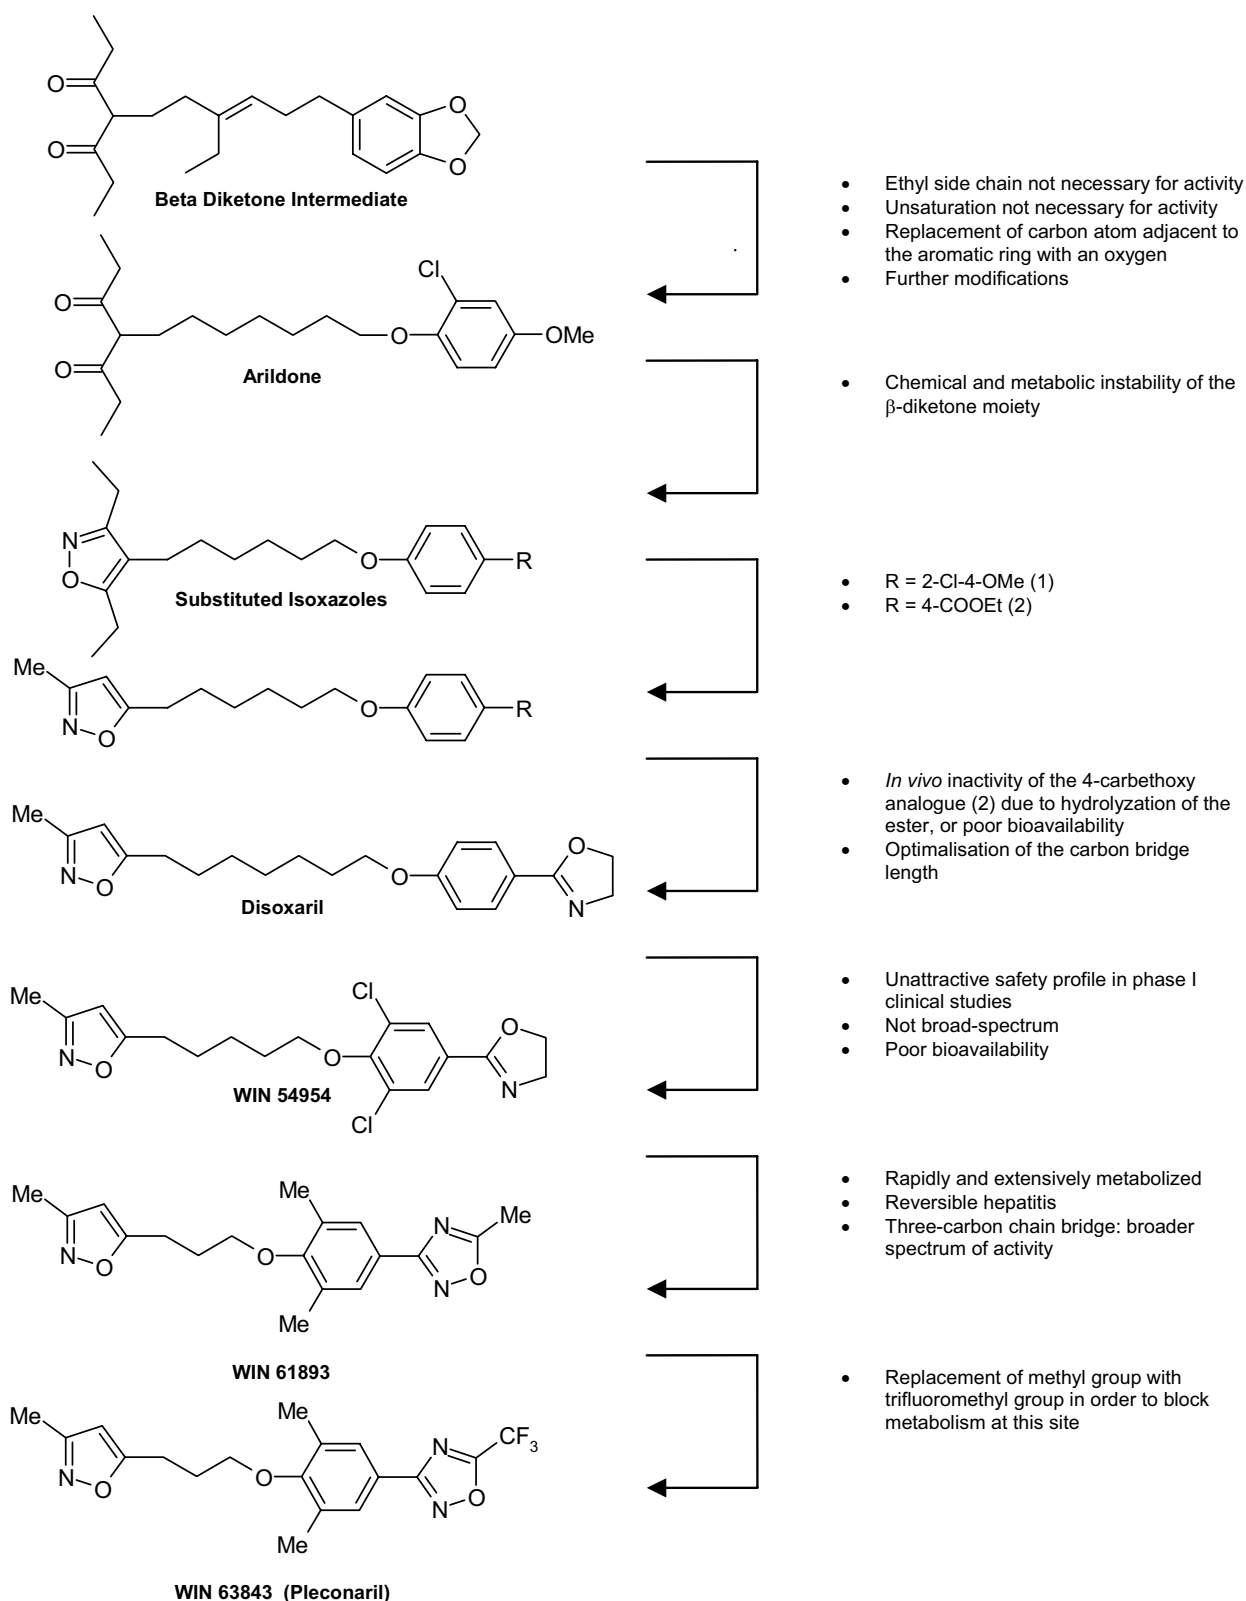 O
O
O
O
Beta Diketone Intermediate
• Ethyl side chain not necessary for activity
• Unsaturation not necessary for activity
• Replacement of carbon atom adjacent to
the aromatic ring with an oxygen
• Further modifications
O
O
Cl
O
OMe
Arildone
• Chemical and metabolic instability of the
β-diketone moiety
N
O
O
R
Substituted Isoxazoles
• R = 2-Cl-4-OMe (1)
• R = 4-COOEt (2)
Me
N
O
O
R
• In vivo inactivity of the 4-carbethoxy
analogue (2) due to hydrolyzation of the
ester, or poor bioavailability
• Optimalisation of the carbon bridge
length
Me
N
O
O
O
N
Disoxaril
• Unattractive safety profile in phase I
clinical studies
• Not broad-spectrum
• Poor bioavailability
Me
N
O
O
Cl
Cl
O
N
WIN 54954
• Rapidly and extensively metabolized
• Reversible hepatitis
• Three-carbon chain bridge: broader
spectrum of activity
Me
N
O
O
Me
Me
N
Me
N
O
WIN 61893
• Replacement of methyl group with
trifluoromethyl group in order to block
metabolism at this site
Me
N
O
O
Me
Me
N
CF3
N
O
WIN 63843 (Pleconaril)